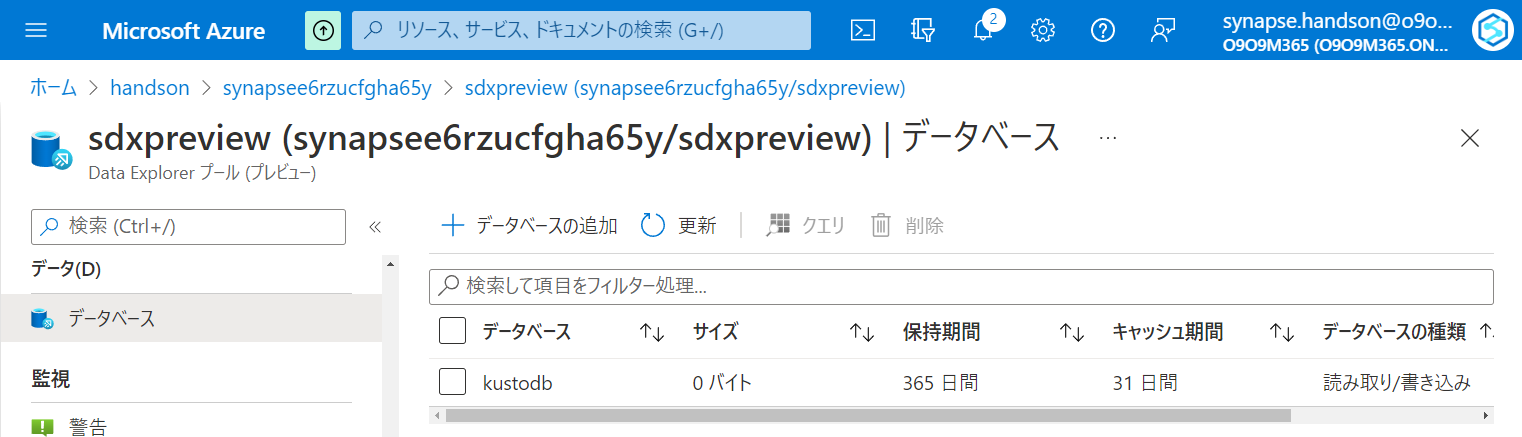 Microsoft Azure
リソース、サービス、ドキュメントの検索 (G+/)
2
synapse.handson@o9o...
O9O9M365 (O9O9M365.ON...
ホーム > handson > synapsee6rzucfgha65y > sdxpreview (synapsee6rzucfgha65y/sdxpreview)
sdxpreview (synapsee6rzucfgha65y/sdxpreview) | データベース ...
Data Explorer プール (プレビュー)
検索 (Ctrl+/) «
データベースの追加 更新 クエリ 削除
データ(D)
検索して項目をフィルター処理...
データベース
データベース サイズ 保持期間 キャッシュ期間 データベースの種類
監視
kustodb 0 バイト 365 日間 31 日間 読み取り/書き込み
警告